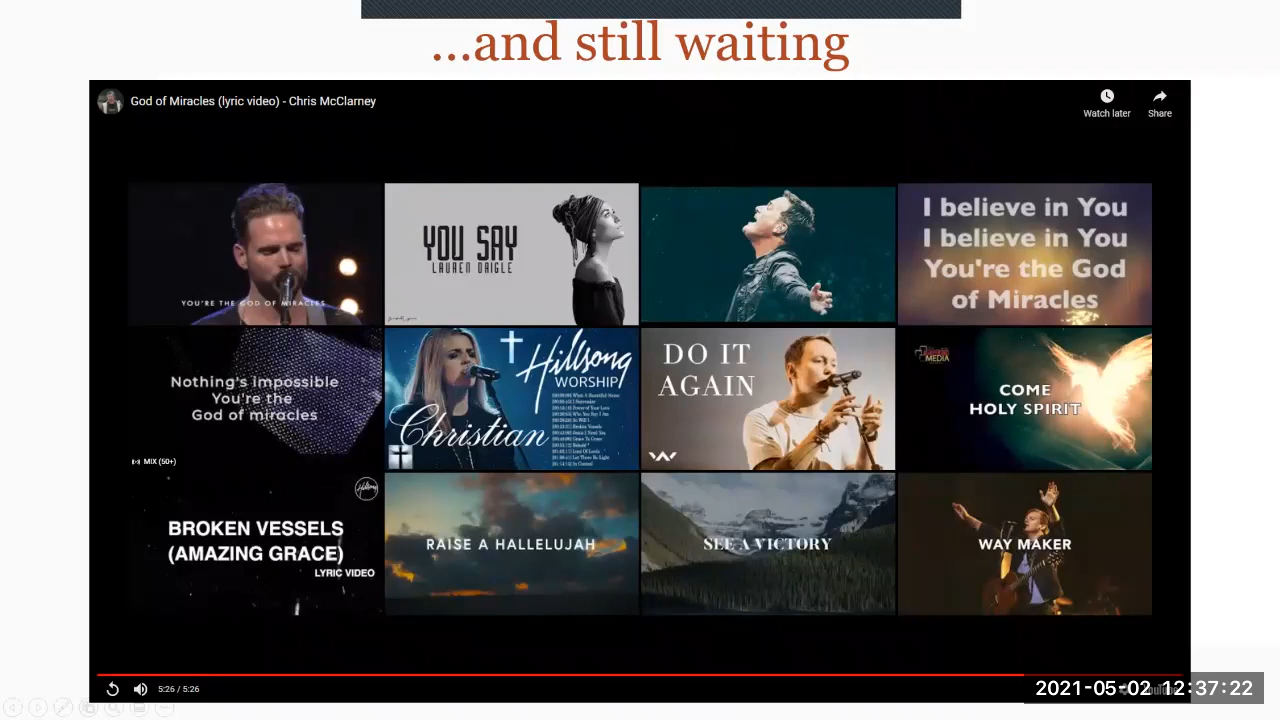 ...and still waiting
God of Miracles (lyric video) - Chris McClarney
Watch later
Share
YOU'RE THE GOD OF MIRACLES
YOU SAY
LAUREN DAIGLE
I believe in You
I believe in You
You're the God
of Miracles
Nothing's impossible
You're the
God of miracles
MIX (50+)
Hillsong
WORSHIP
Christian
DO IT
AGAIN
MEDIA
COME
HOLY SPIRIT
Hillsong
BROKEN VESSELS
(AMAZING GRACE)
LYRIC VIDEO
RAISE A HALLELUJAH
SEE A VICTORY
WAY MAKER
5:26 / 5:26
2021-05-02 12:37:22